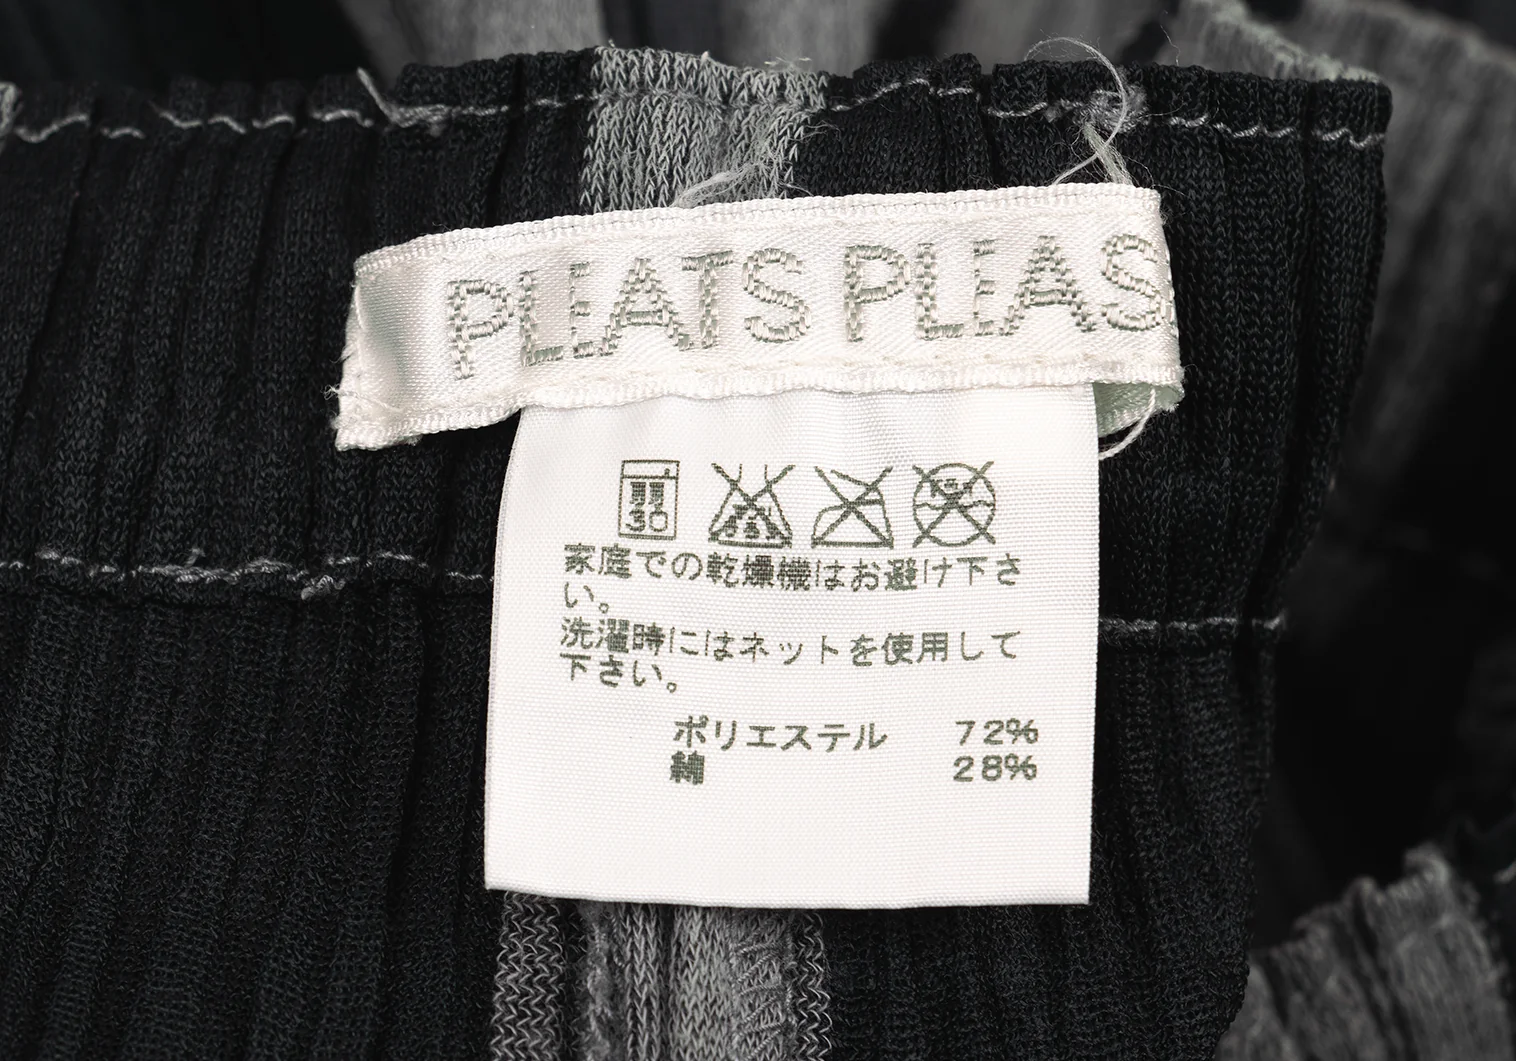 PLEATS PLEAS
弱
30
家庭での乾燥機はお避け下さ
い。
洗濯時にはネットを使用して
下さい。
ポリエステル 72%
綿 28%